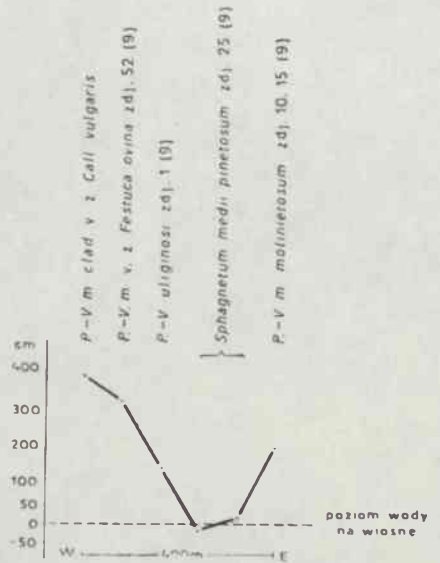 P.-V. m. clad. v. z Call. vulgaris
P.-V. m. v. z Festuca ovina zdj. 52 (9)
P.-V. uliginosi zdj. 1 (9)
Sphagnetum medii pinetosum zdj. 25 (9)
P.-V. m. molinietosum zdj. 10, 15 (9)
cm
400
300
200
100
50
0
-50
poziom wody
na wiosnę
W 400m E